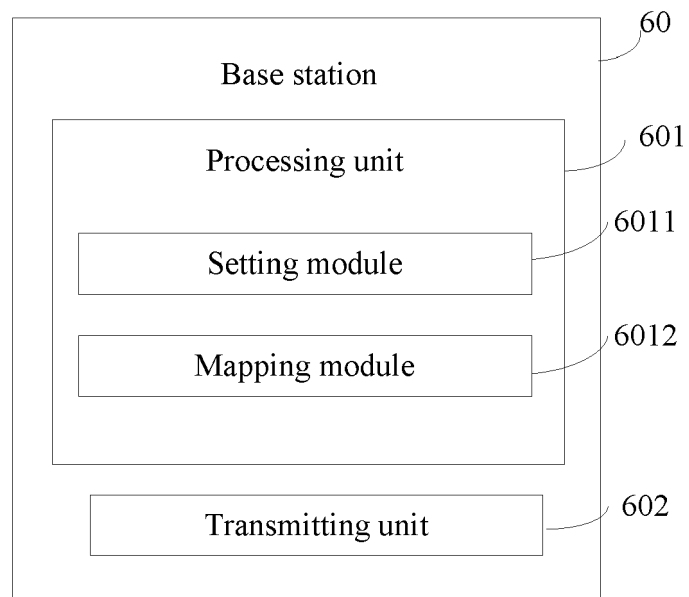 60
Base station
601
Processing unit
6011
Setting module
6012
Mapping module
602
Transmitting unit